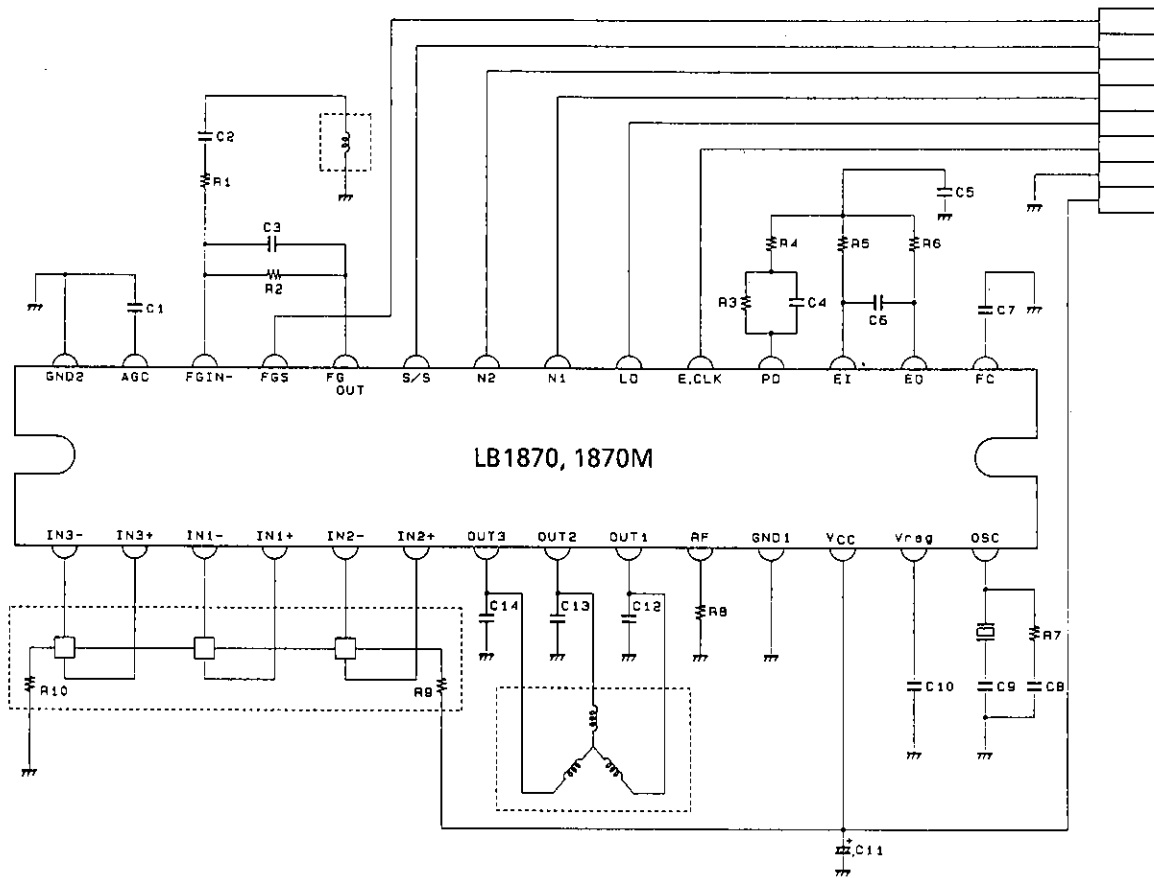 C2
R1
C3
R2
C1
C5
R4
R5
R6
R3
C4
C6
C7
GND2
AGC
FGIN-
FGS
FG
OUT
S/S
N2
N1
LD
E,CLK
PD
EI
EO
FC
LB1870, 1870M
IN3-
IN3+
IN1-
IN1+
IN2-
IN2+
OUT3
OUT2
OUT1
RF
GND1
VCC
Vreg
OSC
C14
C13
C12
R8
R7
R10
R9
C10
C9
C8
+
C11